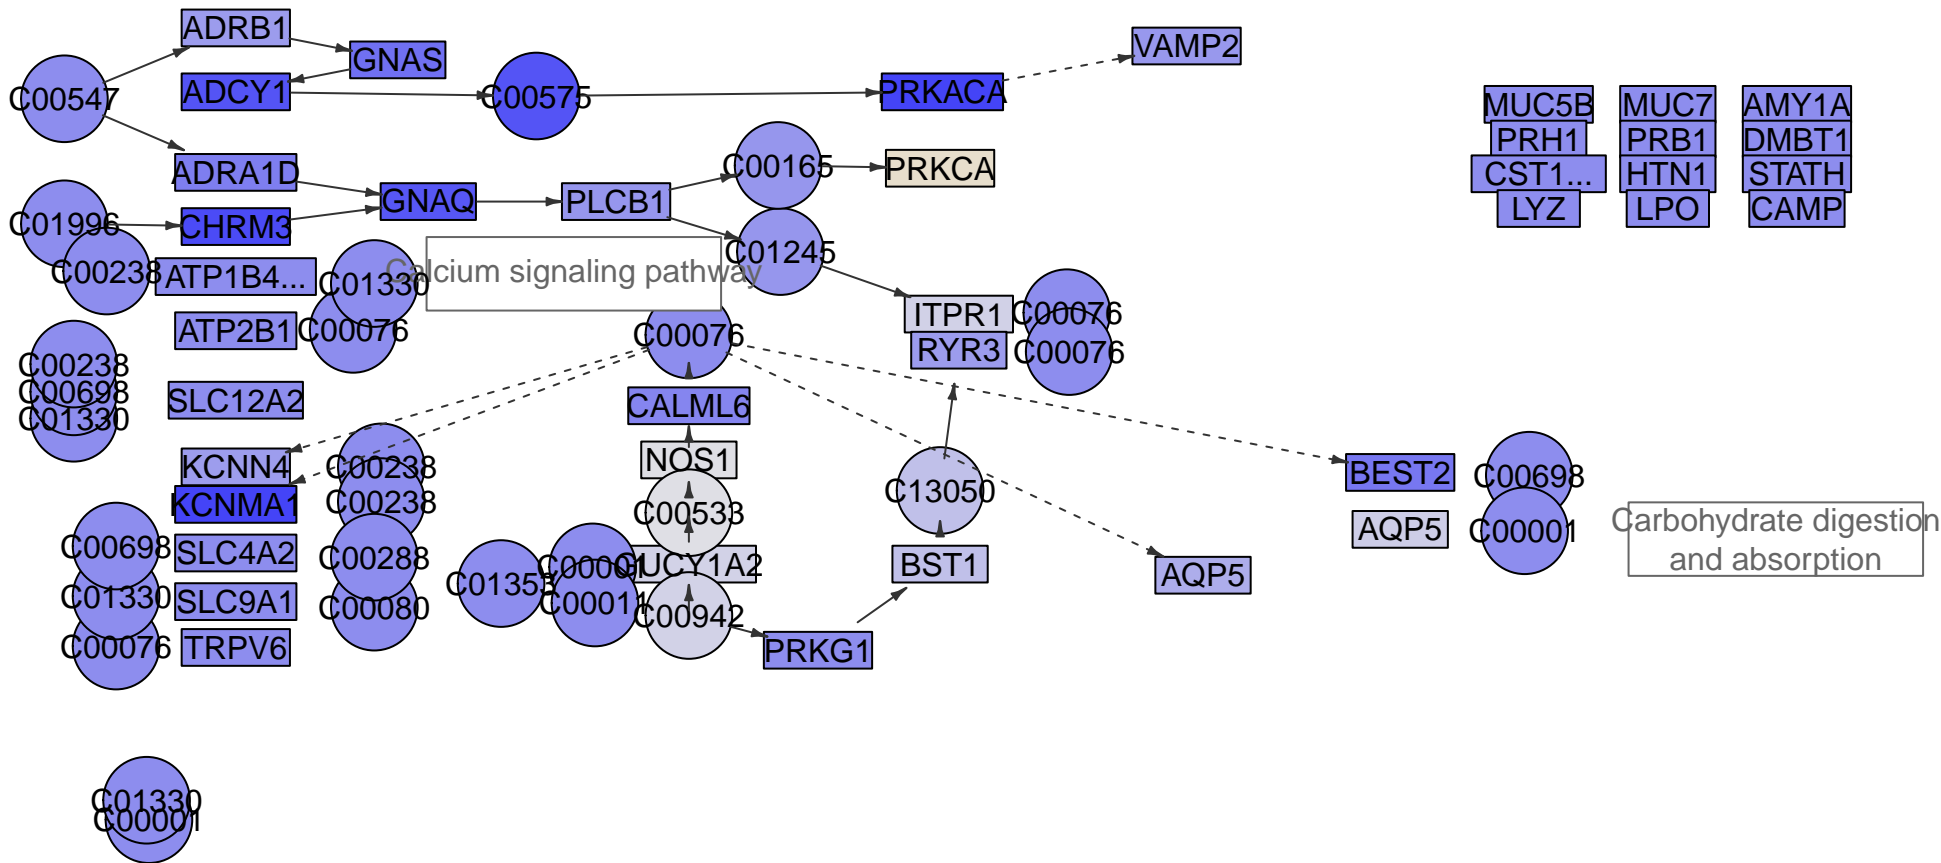 ADRB1
GNAS
VAMP2
C00547
ADCY1
C00575
PRKACA
MUC5B
MUC7
AMY1A
PRH1
PRB1
DMBT1
ADRA1D
C00165
PRKCA
CST1...
HTN1
STATH
GNAQ
PLCB1
LYZ
LPO
CAMP
C01996
CHRM3
C01245
C00238
ATP1B4...
C01330
Calcium signaling pathway
ITPR1
C00076
ATP2B1
C00076
C00076
RYR3
C00076
C00238
C00698
C01330
SLC12A2
CALML6
KCNN4
C00238
NOS1
BEST2
C00698
KCNMA1
C00238
C13050
C00533
AQP5
C00001
Carbohydrate digestion
and absorption
C00698
SLC4A2
C00288
C01353
C00001
GUCY1A2
BST1
AQP5
C01330
SLC9A1
C00080
C00011
C00942
C00076
TRPV6
PRKG1
C01330
C00001